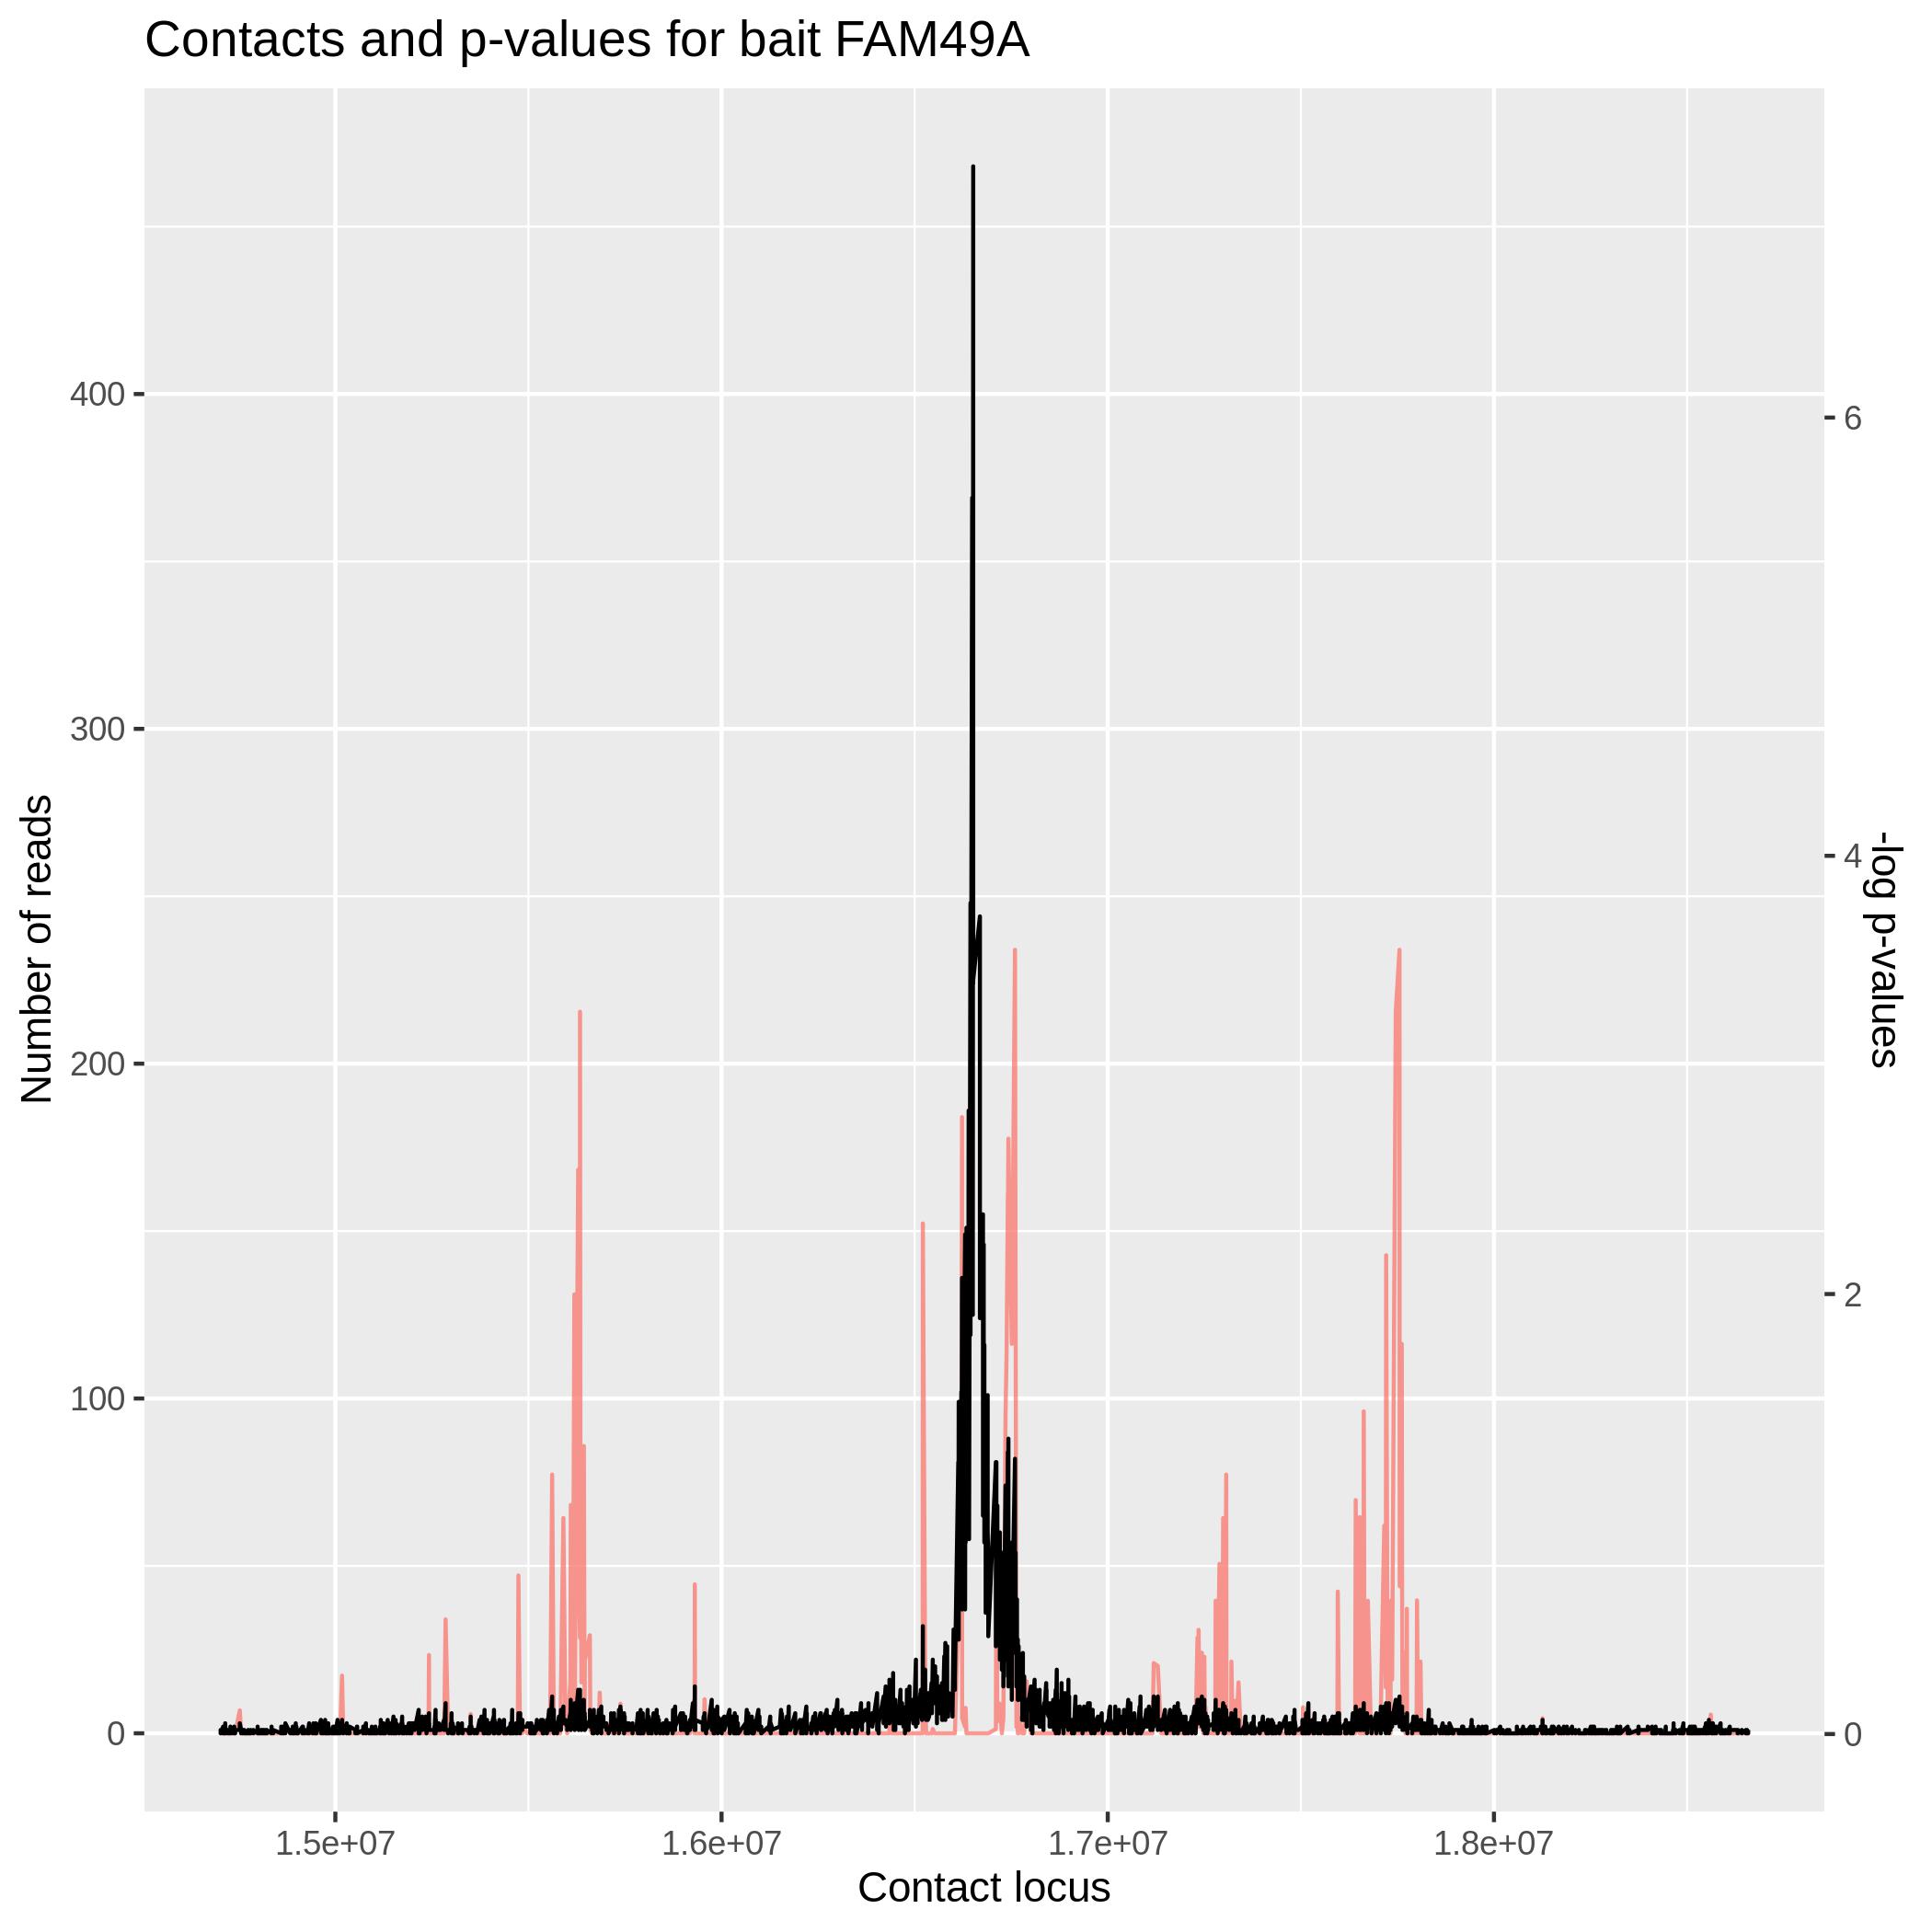 Contacts and p-values for bait FAM49A
Number of reads
400
300
200
100
0
6
4
2
0
-log p-values
1.5e+07 1.6e+07 1.7e+07 1.8e+07
Contact locus